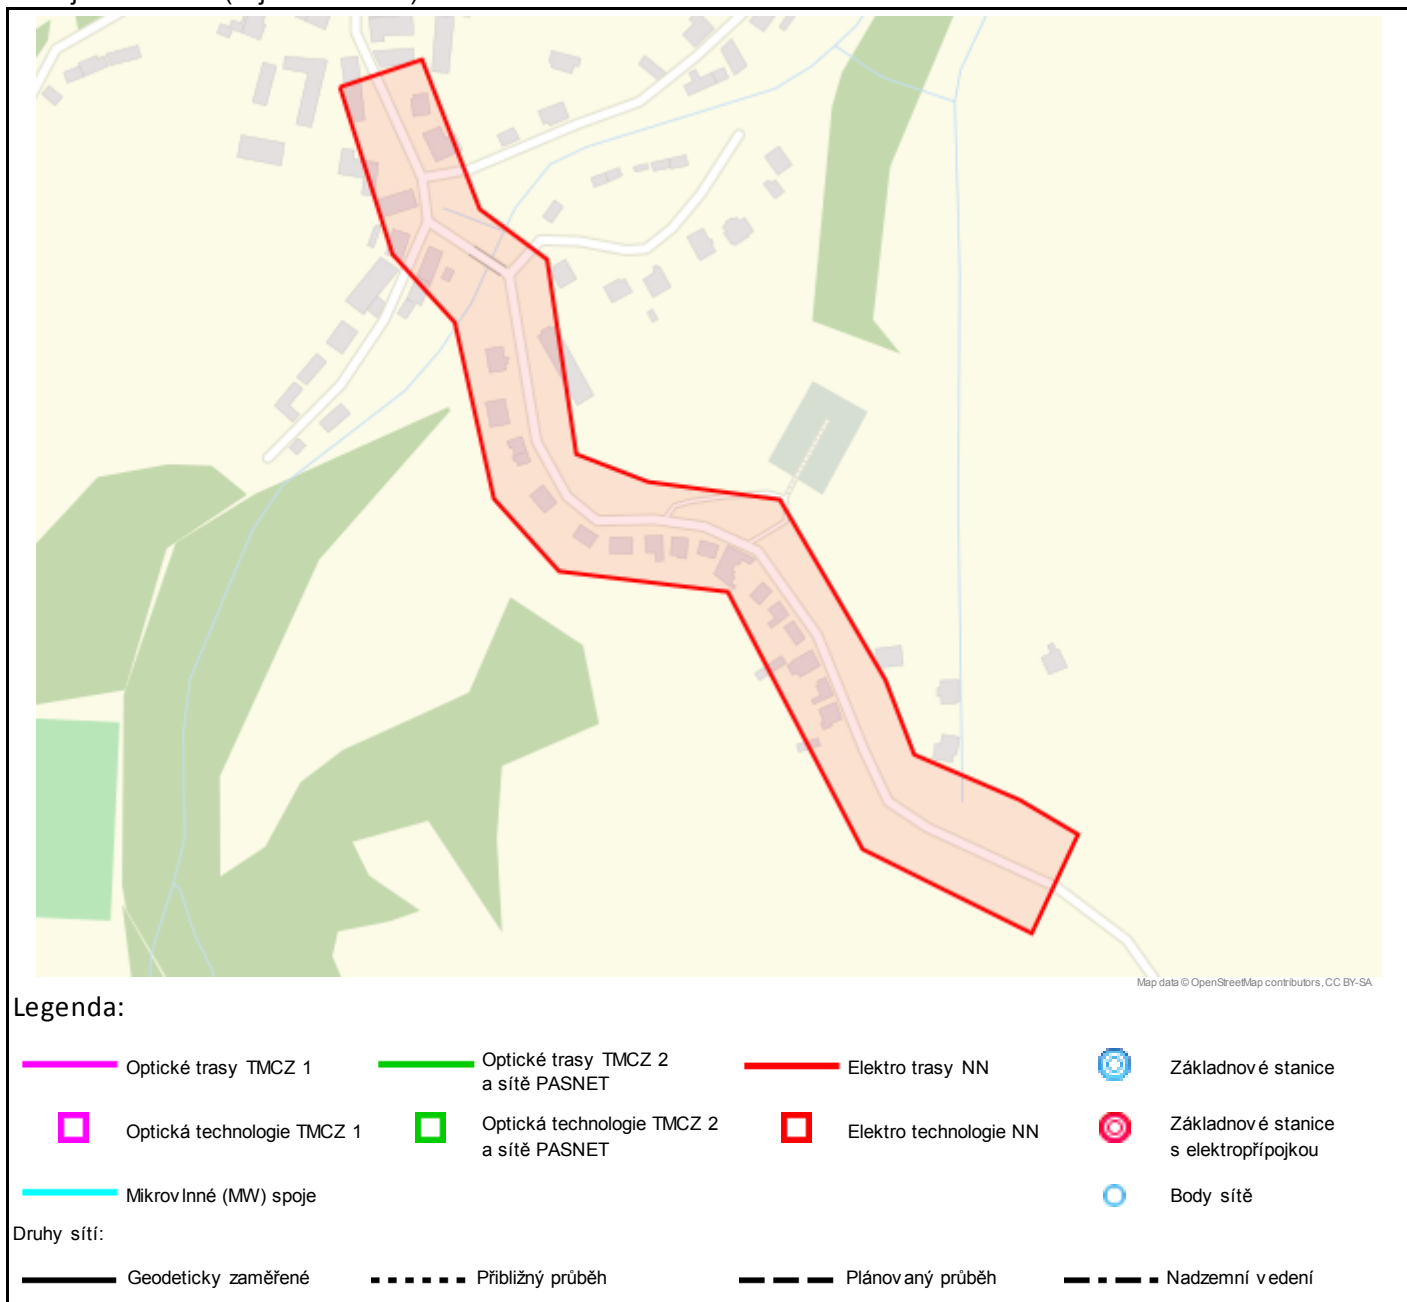 Map data © OpenStreetMap contributors, CC BY-SA
Legenda:
Optické trasy TMCZ 1
Optické trasy TMCZ 2
a sítě PASNET
Elektro trasy NN
Základnové stanice
Optická technologie TMCZ 1
Optická technologie TMCZ 2
a sítě PASNET
Elektro technologie NN
Základnové stanice
s elektropřípojkou
Mikrovlnné (MW) spoje
Body sítě
Druhy sítí:
Geodeticky zaměřené
Přibližný průběh
Plánovaný průběh
Nadzemní vedení